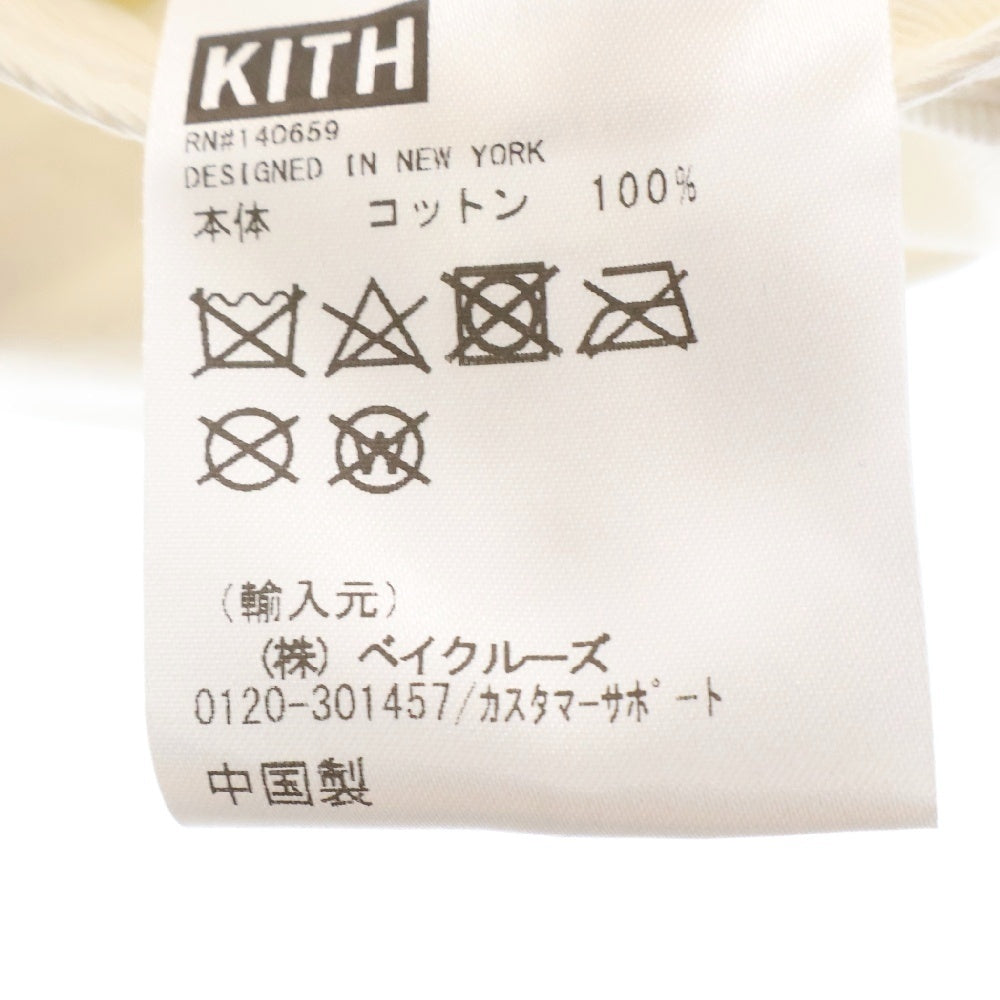 KITH
RN#140659
DESIGNED IN NEW YORK
本体 コットン 100%
W
(輸入元)
(株) ベイクルーズ
0120-301457/カスタマーサポート
中国製